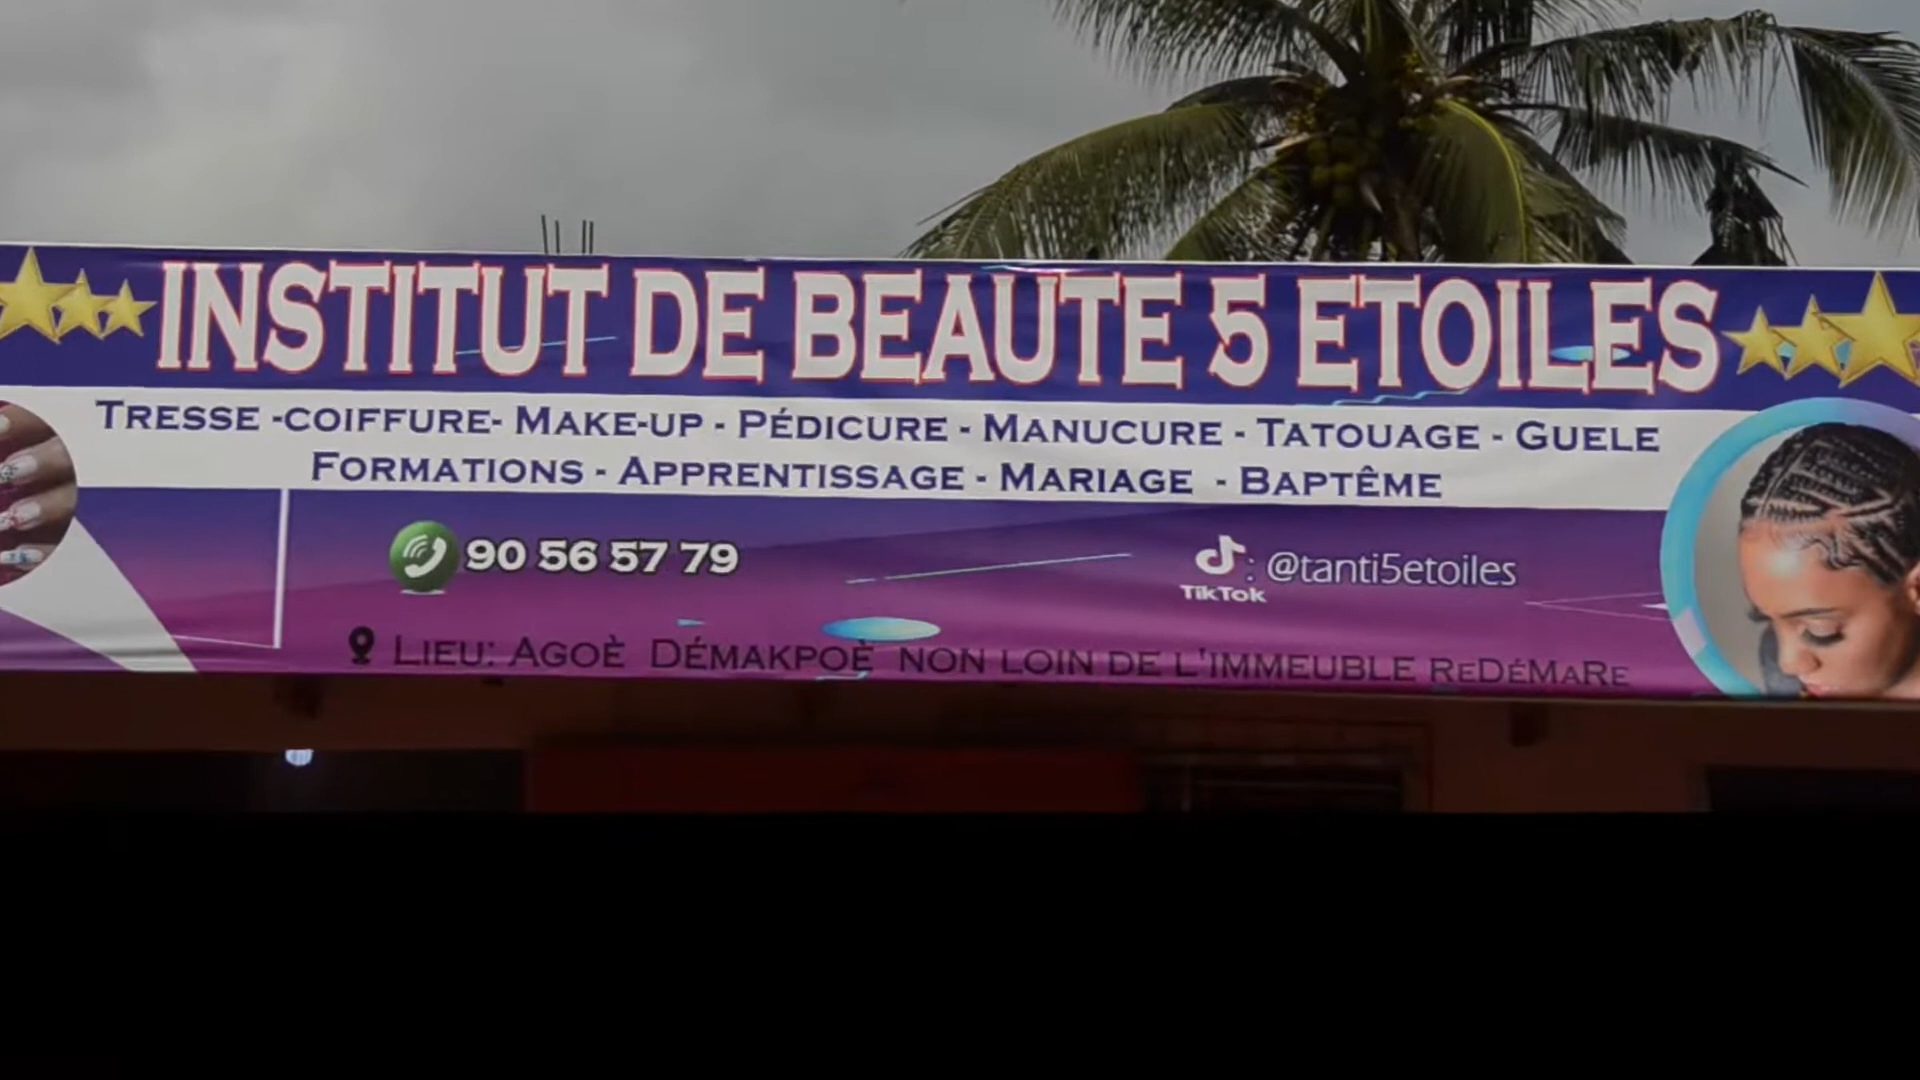 INSTITUT DE BEAUTE 5 ETOILES
TRESSE -COIFFURE- MAKE-UP - PÉDICURE - MANUCURE - TATOUAGE - GUELE
FORMATIONS - APPRENTISSAGE - MARIAGE - BAPTÊME
90 56 57 79
TikTok : @tanti5etoiles
LIEU: AGOÈ DÉMAKPOÈ NON LOIN DE L'IMMEUBLE ReDéMaRe